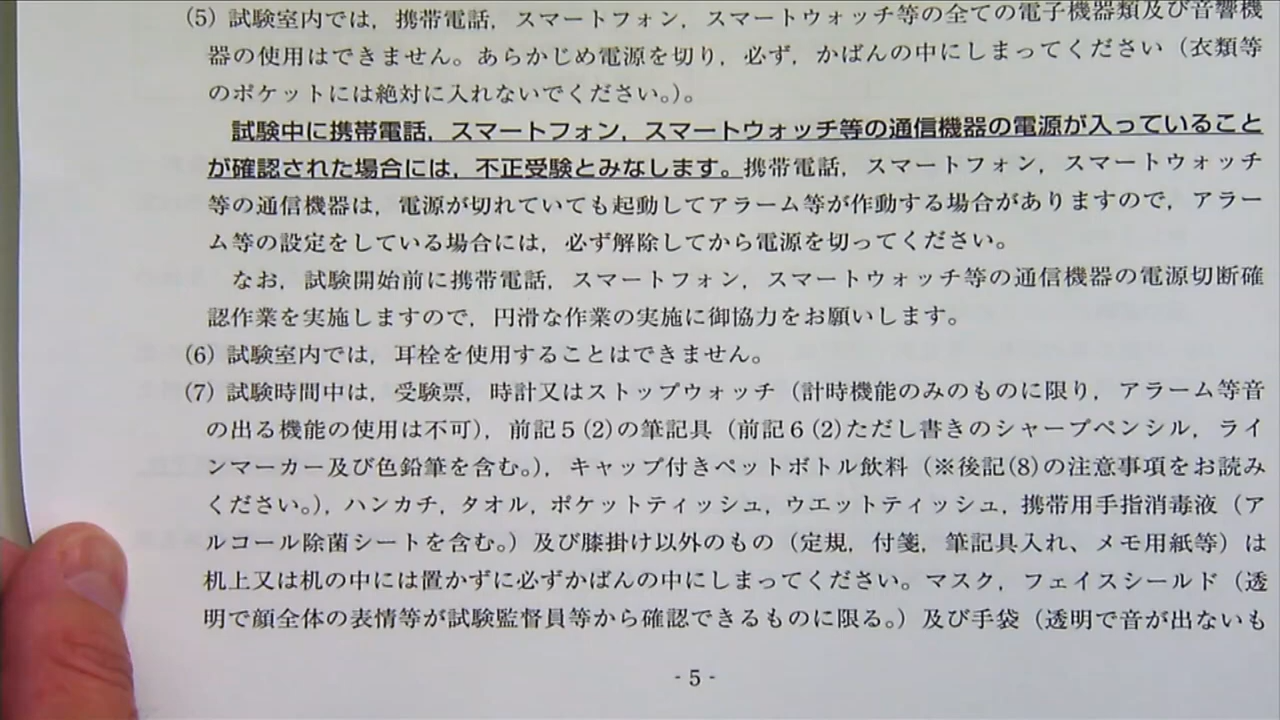 (5) 試験室内では，携帯電話，スマートフォン，スマートウォッチ等の全ての電子機器類及び音響機
器の使用はできません。あらかじめ電源を切り，必ず，かばんの中にしまってください（衣類等
のポケットには絶対に入れないでください。）。
試験中に携帯電話，スマートフォン，スマートウォッチ等の通信機器の電源が入っていること
が確認された場合には，不正受験とみなします。携帯電話，スマートフォン，スマートウォッチ
等の通信機器は，電源が切れていても起動してアラーム等が作動する場合がありますので，アラー
ム等の設定をしている場合には，必ず解除してから電源を切ってください。
なお，試験開始前に携帯電話，スマートフォン，スマートウォッチ等の通信機器の電源切断確
認作業を実施しますので，円滑な作業の実施に御協力をお願いします。
(6) 試験室内では，耳栓を使用することはできません。
(7) 試験時間中は，受験票，時計又はストップウォッチ（計時機能のみのものに限り，アラーム等音
の出る機能の使用は不可），前記５(2)の筆記具（前記６(2)ただし書きのシャープペンシル，ライ
ンマーカー及び色鉛筆を含む。），キャップ付きペットボトル飲料（※後記(8)の注意事項をお読み
ください。），ハンカチ，タオル，ポケットティッシュ，ウエットティッシュ，携帯用手指消毒液（ア
ルコール除菌シートを含む。）及び膝掛け以外のもの（定規，付箋，筆記具入れ、メモ用紙等）は
机上又は机の中には置かずに必ずかばんの中にしまってください。マスク，フェイスシールド（透
明で顔全体の表情等が試験監督員等から確認できるものに限る。）及び手袋（透明で音が出ないも
- 5 -